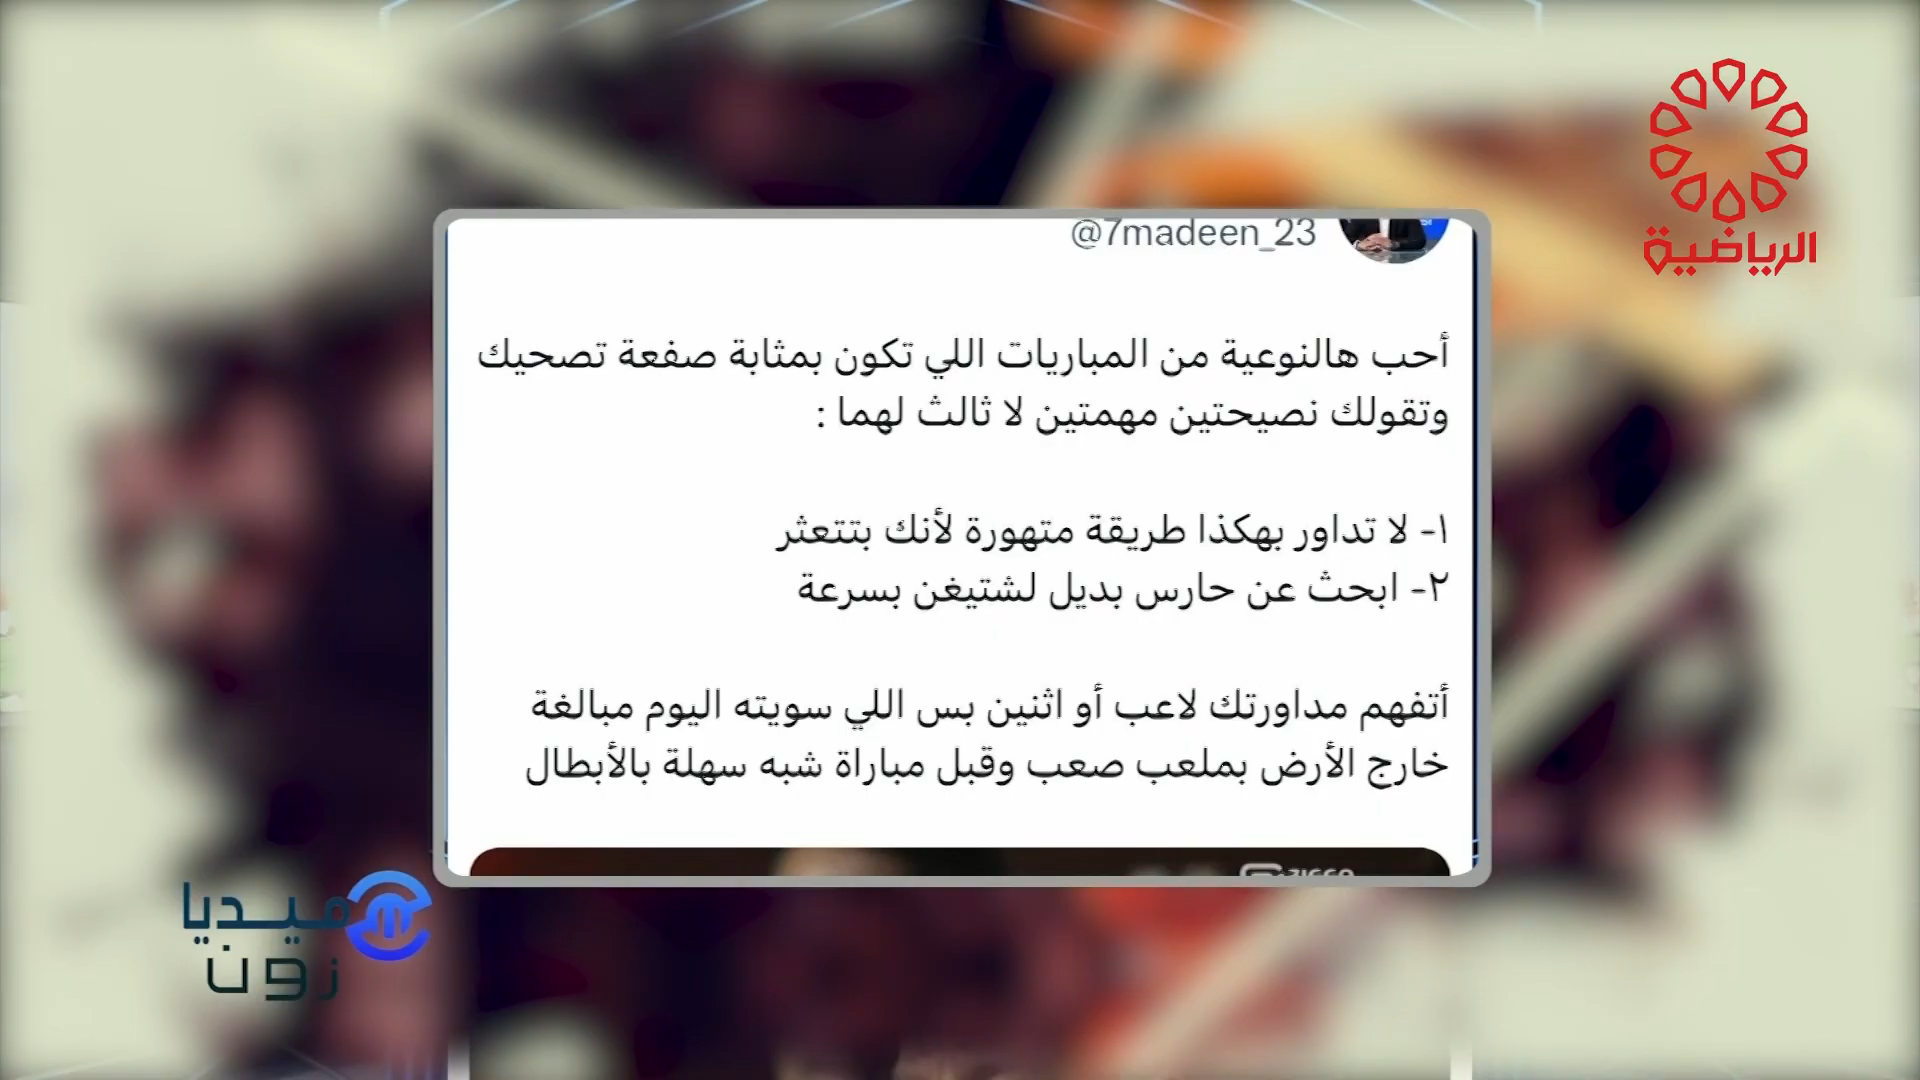 @7madeen_23
الرياضية
أحب هالنوعية من المباريات اللي تكون بمثابة صفعة تصحيك
وتقولك نصيحتين مهمتين لا ثالث لهما :
١- لا تداور بهكذا طريقة متهورة لأنك بتتعثر
٢- ابحث عن حارس بديل لشتيغن بسرعة
أتفهم مداورتك لاعب أو اثنين بس اللي سويته اليوم مبالغة
خارج الأرض بملعب صعب وقبل مباراة شبه سهلة بالأبطال
ميديا
زون